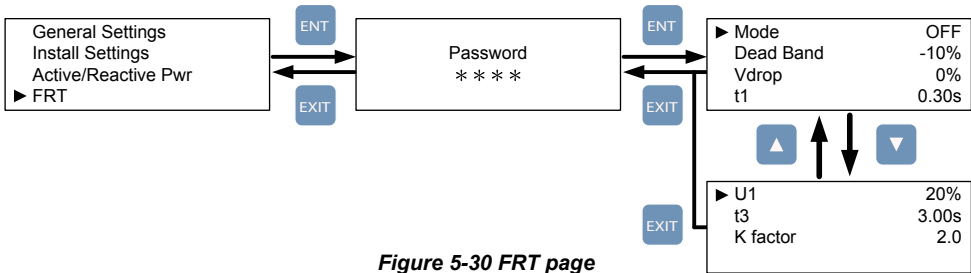 General Settings
Install Settings
Active/Reactive Pwr
▶ FRT
ENT
EXIT
Password
＊＊＊＊
ENT
EXIT
▶ Mode OFF
Dead Band -10%
Vdrop 0%
t1 0.30s
▲ ▼
▶ U1 20%
t3 3.00s
K factor 2.0
EXIT
Figure 5-30 FRT page